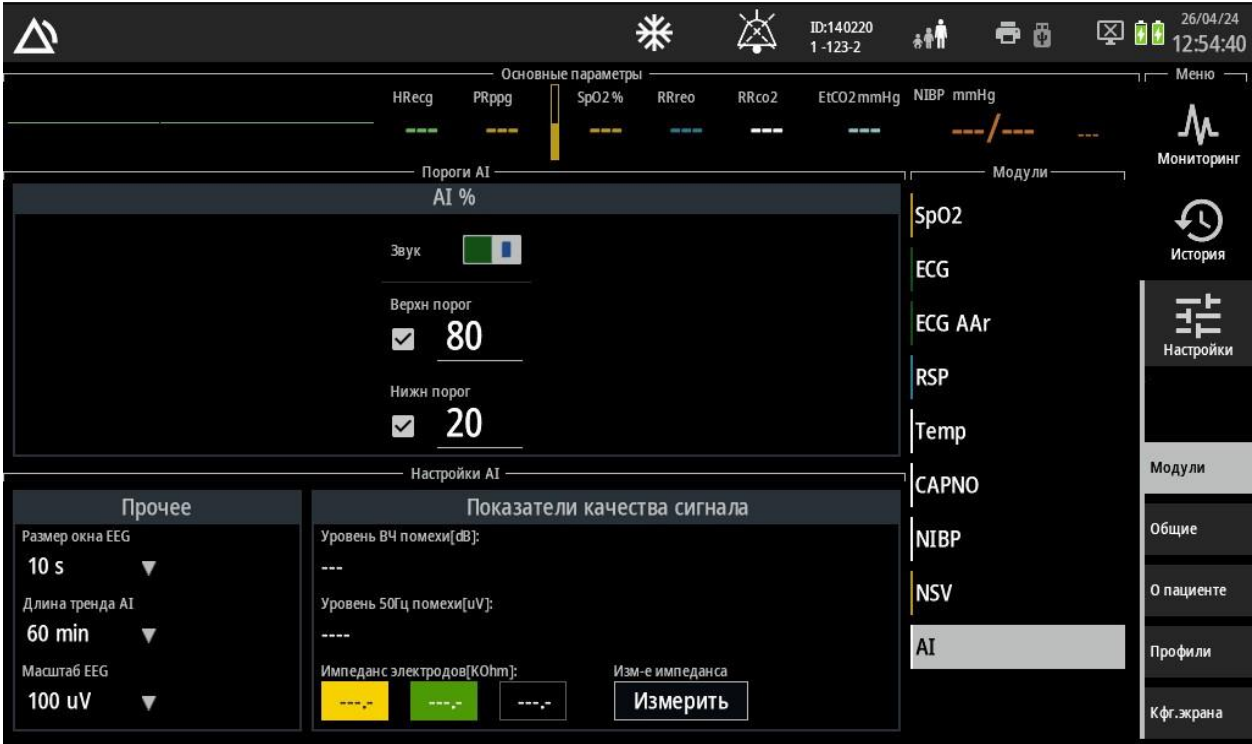 ID:140220
1 -123-2
26/04/24
12:54:40
Основные параметры
Меню
HRecg PRppg SpO2% RRreo RRco2 EtCO2mmHg NIBP mmHg
--- --- --- --- --- --- ---/--- ---
Мониторинг
Пороги AI
Модули
AI %
SpO2
Звук
История
ECG
Верхн порог
80
ECG AAr
Настройки
RSP
Нижн порог
20
Temp
Настройки AI
Модули
CAPNO
Прочее
Показатели качества сигнала
Размер окна EEG
Уровень ВЧ помехи[dB]:
NIBP
Общие
10 s ▼
---
Длина тренда AI
Уровень 50Гц помехи[uV]:
NSV
О пациенте
60 min ▼
----
AI
Профили
Масштаб EEG
Импеданс электродов[KOhm]:
Изм-е импеданса
100 uV ▼
---.- ---.- ---.-
Измерить
Кфг.экрана